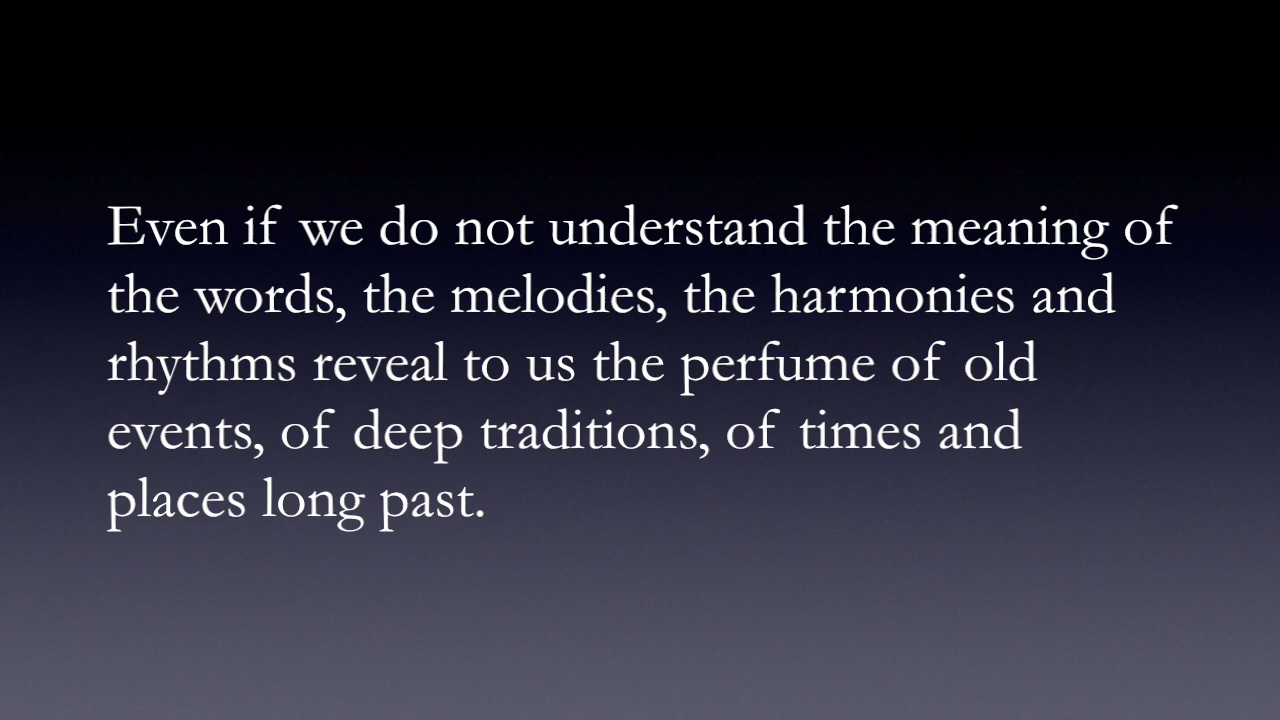 Even if we do not understand the meaning of
the words, the melodies, the harmonies and
rhythms reveal to us the perfume of old
events, of deep traditions, of times and
places long past.